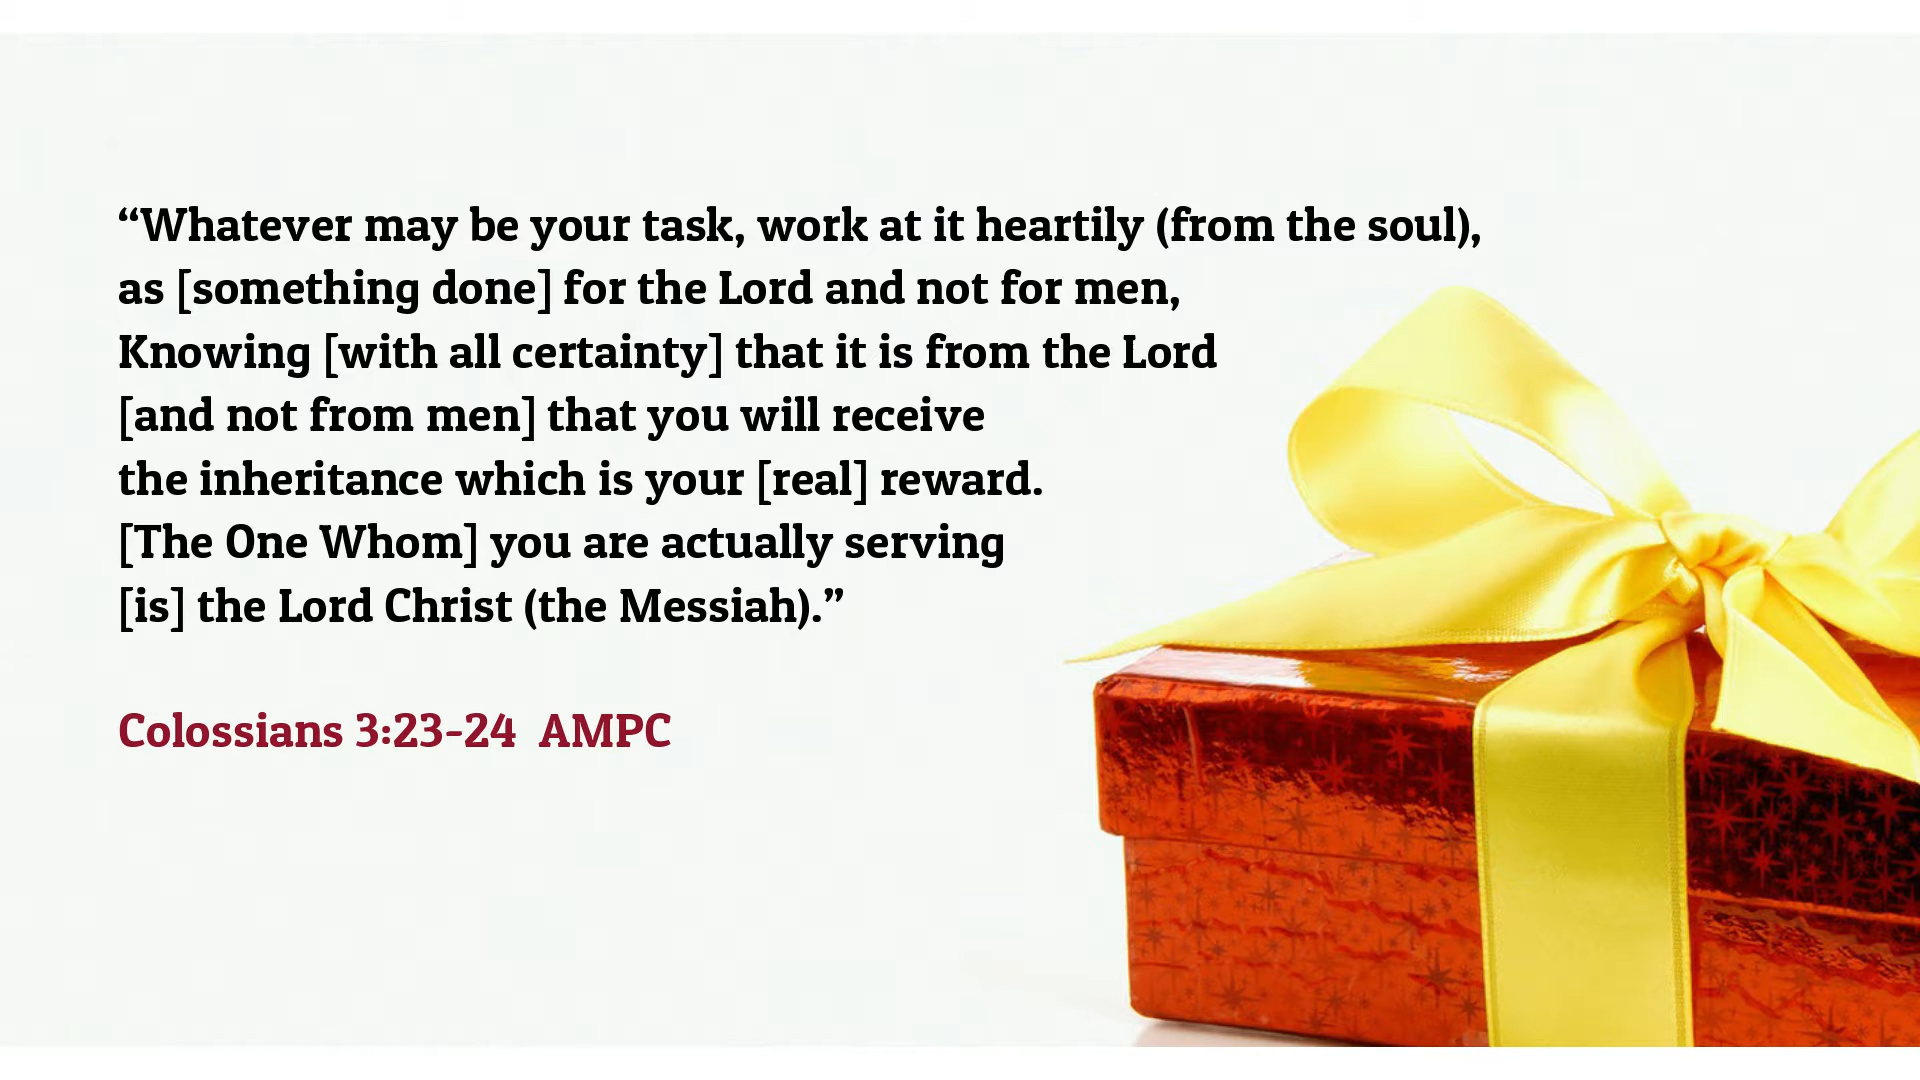 “Whatever may be your task, work at it heartily (from the soul),
as [something done] for the Lord and not for men,
Knowing [with all certainty] that it is from the Lord
[and not from men] that you will receive
the inheritance which is your [real] reward.
[The One Whom] you are actually serving
[is] the Lord Christ (the Messiah).”
Colossians 3:23-24  AMPC